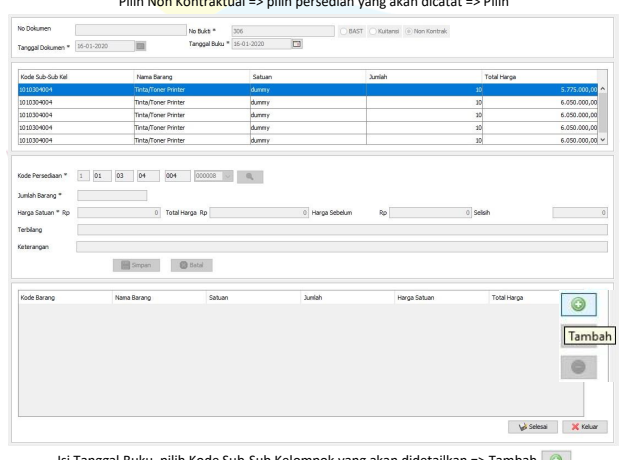 Pilih Non Kontraktual => pilih persedian yang akan dicatat => Pilih
No Dokumen No Bukti * 306 BAST Kuitansi Non Kontrak
Tanggal Dokumen * 16-01-2020 Tanggal Buku * 16-01-2020
Kode Sub-Sub Kel Nama Barang Satuan Jumlah Total Harga
1010304004 Tinta/Toner Printer dummy 10 5.775.000,00
1010304004 Tinta/Toner Printer dummy 10 6.050.000,00
1010304004 Tinta/Toner Printer dummy 10 6.050.000,00
1010304004 Tinta/Toner Printer dummy 10 6.050.000,00
1010304004 Tinta/Toner Printer dummy 10 6.050.000,00
Kode Persediaan * 1 01 03 04 004 000008
Jumlah Barang *
Harga Satuan * Rp 0 Total Harga Rp 0 Harga Sebelum Rp 0 Selisih 0
Terbilang
Keterangan
Simpan Batal
Kode Barang Nama Barang Satuan Jumlah Harga Satuan Total Harga
Tambah
Selesai Keluar
Isi Tanggal Buku, pilih Kode Sub-Sub Kelompok yang akan didetailkan => Tambah